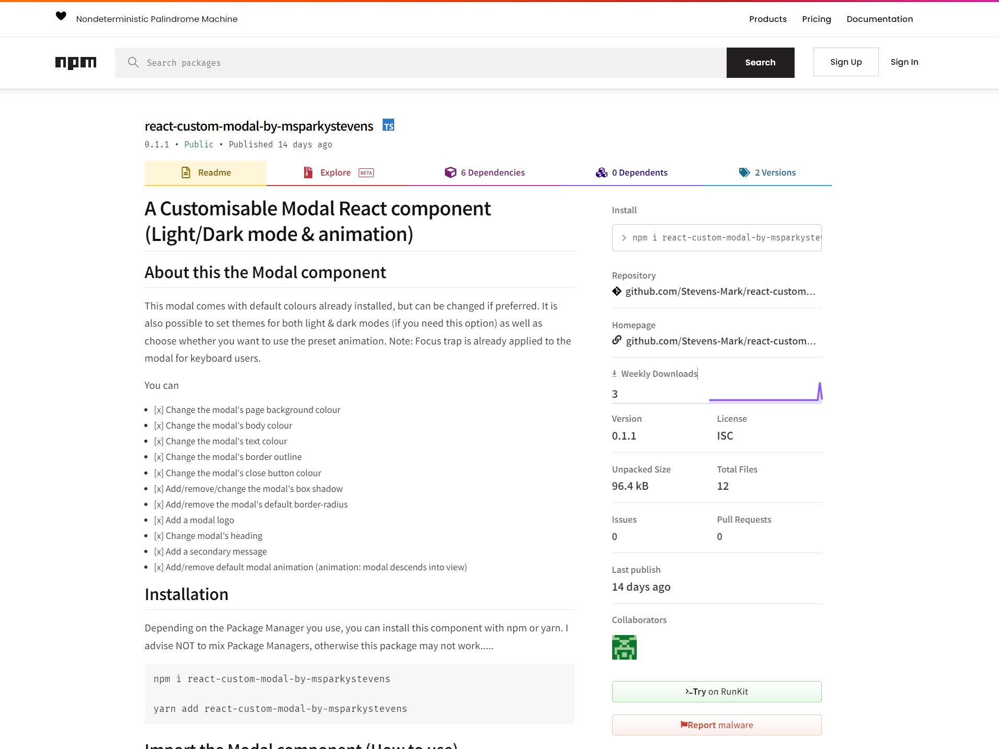 Nondeterministic Palindrome Machine
Products Pricing Documentation
npm
Search packages
Search
Sign Up
Sign In
react-custom-modal-by-msparkystevens TS
0.1.1 • Public • Published 14 days ago
Readme
Explore BETA
6 Dependencies
0 Dependents
2 Versions
A Customisable Modal React component
(Light/Dark mode & animation)
About this the Modal component
This modal comes with default colours already installed, but can be changed if preferred. It is
also possible to set themes for both light & dark modes (if you need this option) as well as
choose whether you want to use the preset animation. Note: Focus trap is already applied to the
modal for keyboard users.
You can
• [x] Change the modal's page background colour
• [x] Change the modal's body colour
• [x] Change the modal's text colour
• [x] Change the modal's border outline
• [x] Change the modal's close button colour
• [x] Add/remove/change the modal's box shadow
• [x] Add/remove the modal's default border-radius
• [x] Add a modal logo
• [x] Change modal's heading
• [x] Add a secondary message
• [x] Add/remove default modal animation (animation: modal descends into view)
Installation
Depending on the Package Manager you use, you can install this component with npm or yarn. I
advise NOT to mix Package Managers, otherwise this package may not work.....
npm i react-custom-modal-by-msparkystevens
yarn add react-custom-modal-by-msparkystevens
Import the Modal component (How to use)
Install
> npm i react-custom-modal-by-msparkystev
Repository
github.com/Stevens-Mark/react-custom...
Homepage
github.com/Stevens-Mark/react-custom...
Weekly Downloads
3
Version License
0.1.1 ISC
Unpacked Size Total Files
96.4 kB 12
Issues Pull Requests
0 0
Last publish
14 days ago
Collaborators
>_Try on RunKit
Report malware